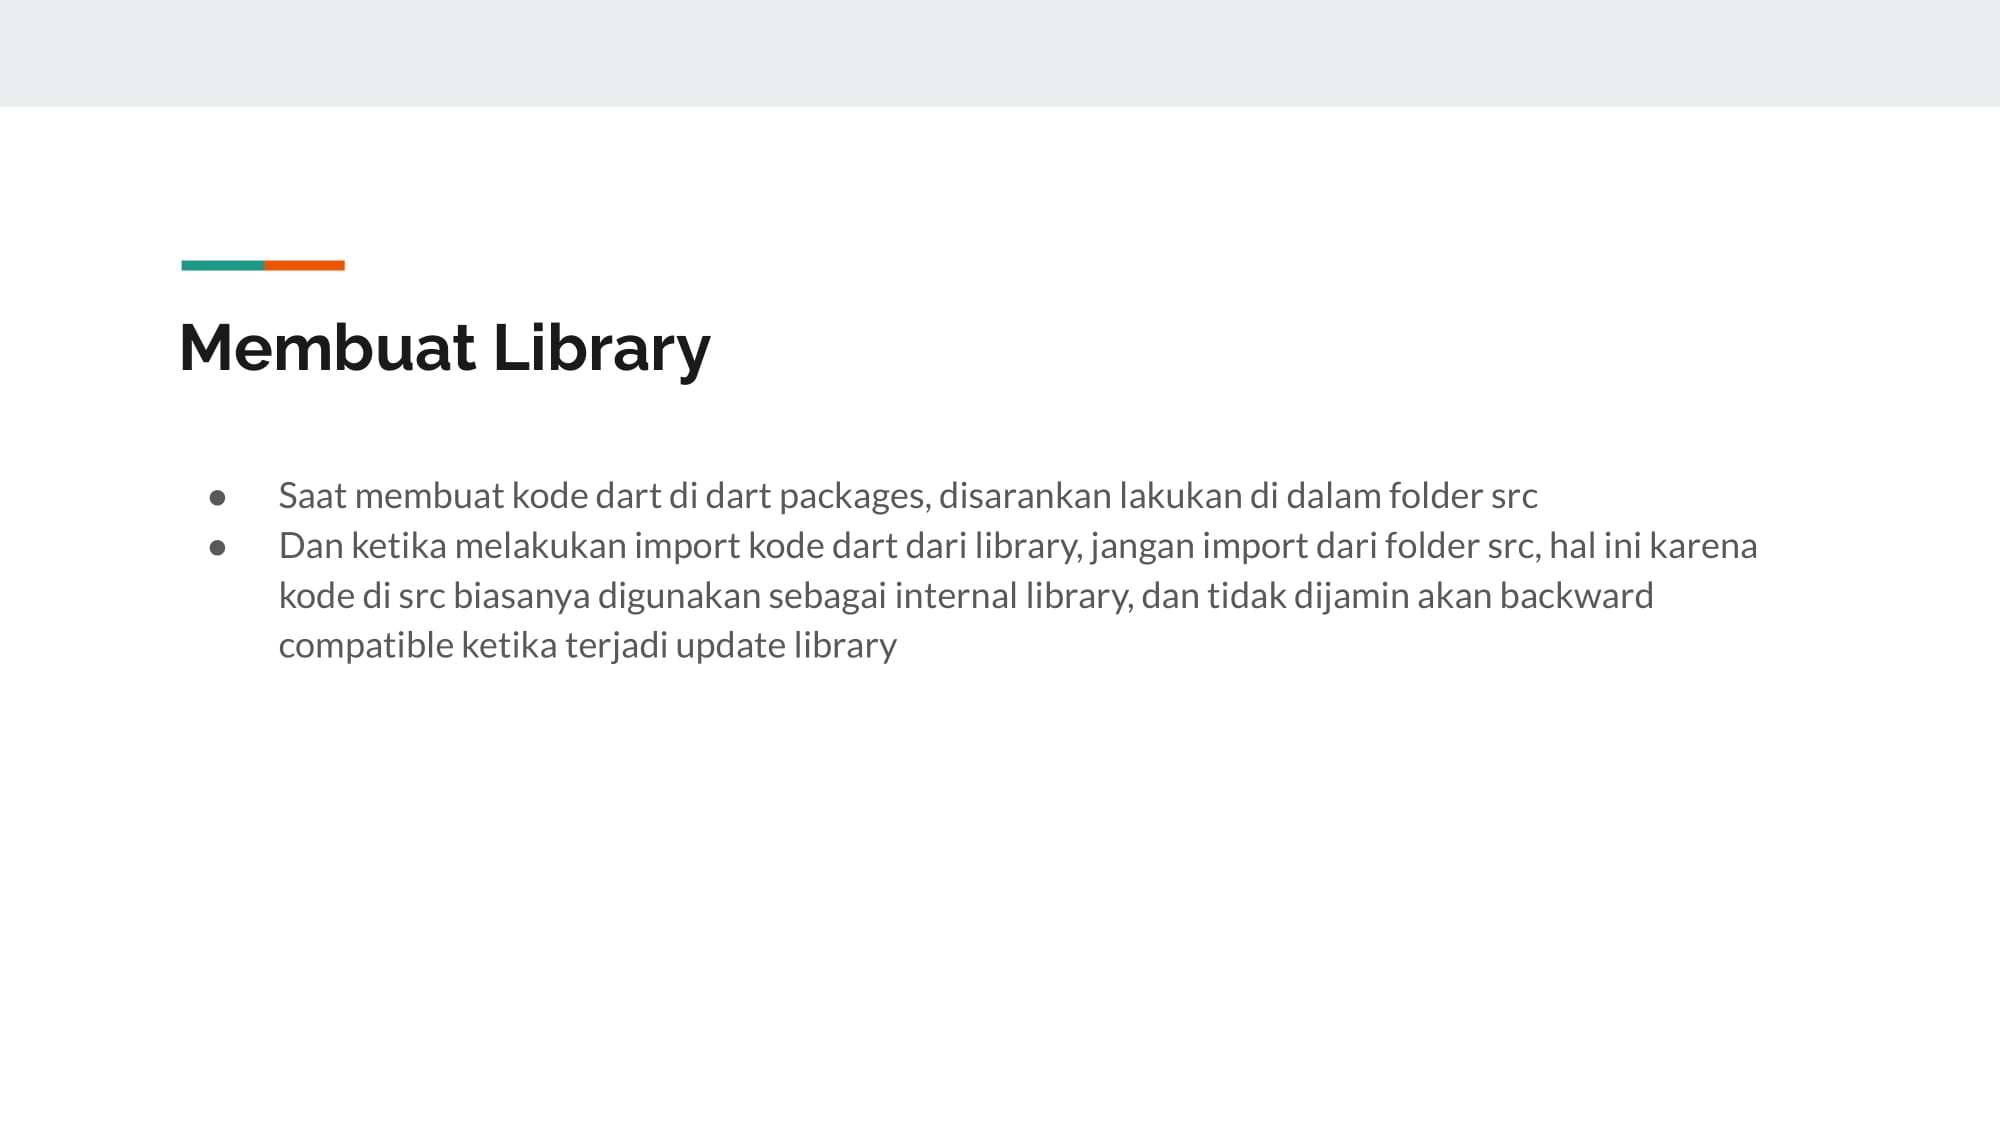 Membuat Library
● Saat membuat kode dart di dart packages, disarankan lakukan di dalam folder src
● Dan ketika melakukan import kode dart dari library, jangan import dari folder src, hal ini karena
kode di src biasanya digunakan sebagai internal library, dan tidak dijamin akan backward
compatible ketika terjadi update library